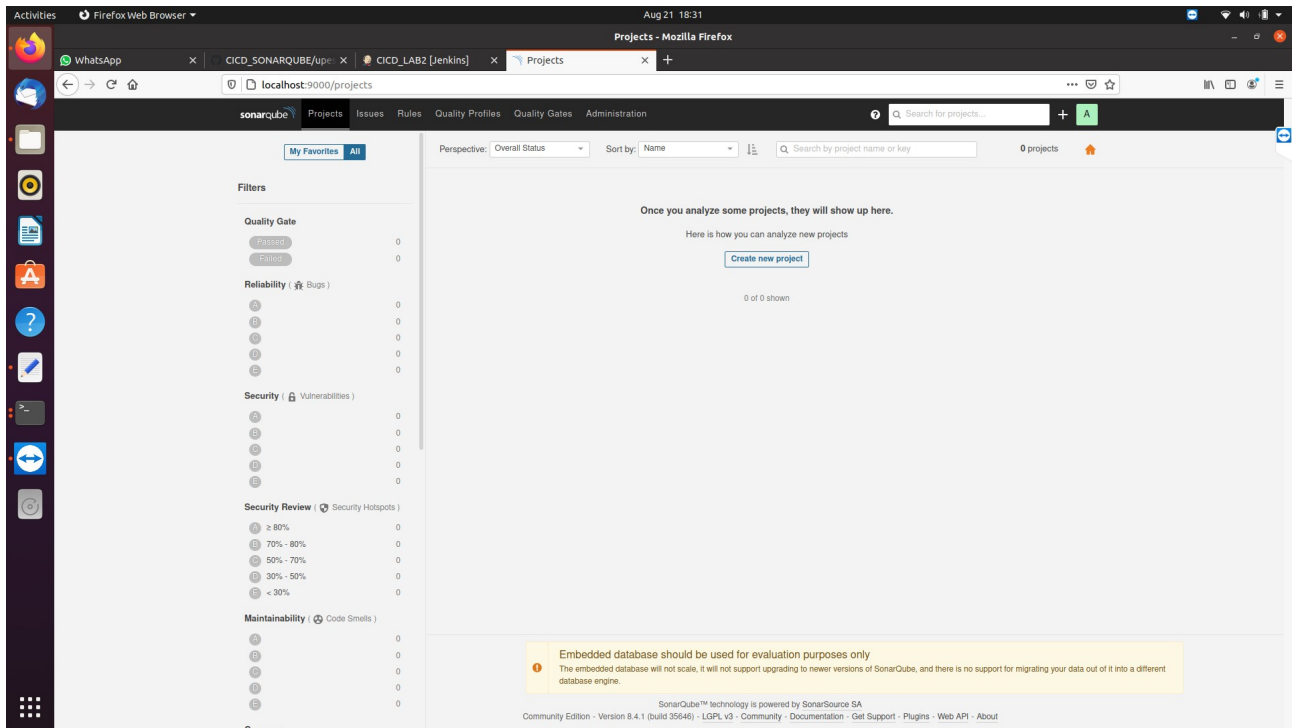 Activities Firefox Web Browser Aug 21 18:31
Projects - Mozilla Firefox
WhatsApp CICD_SONARQUBE/upes CICD_LAB2 [Jenkins] Projects
localhost:9000/projects
sonarqube Projects Issues Rules Quality Profiles Quality Gates Administration Search for projects... A
My Favorites All Perspective: Overall Status Sort by: Name Search by project name or key 0 projects
Filters
Once you analyze some projects, they will show up here.
Here is how you can analyze new projects
Create new project
0 of 0 shown
Quality Gate
Passed 0
Failed 0
Reliability ( Bugs )
A 0
B 0
C 0
D 0
E 0
Security ( Vulnerabilities )
A 0
B 0
C 0
D 0
E 0
Security Review ( Security Hotspots )
A ≥ 80% 0
B 70% - 80% 0
C 50% - 70% 0
D 30% - 50% 0
E < 30% 0
Maintainability ( Code Smells )
A 0
B 0
C 0
D 0
E 0
Embedded database should be used for evaluation purposes only
The embedded database will not scale, it will not support upgrading to newer versions of SonarQube, and there is no support for migrating your data out of it into a different
database engine.
SonarQube™ technology is powered by SonarSource SA
Community Edition - Version 8.4.1 (build 35646) - LGPL v3 - Community - Documentation - Get Support - Plugins - Web API - About